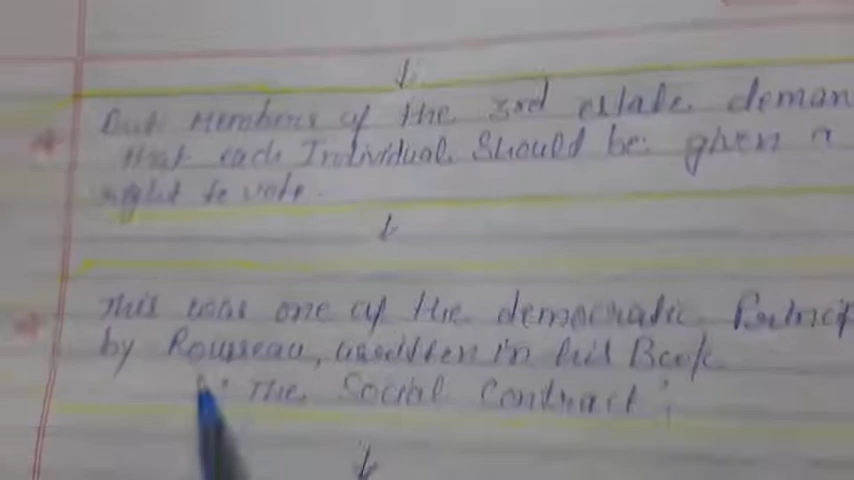 But Members of the 3rd estate deman
that each Individual Should be given a
right to vote.
This was one of the democratic Princip
by Rousseau, written in his Book
'The Social Contract'